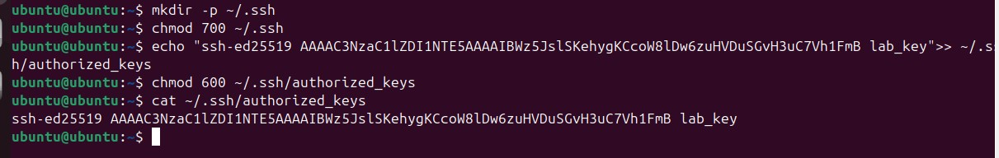 ubuntu@ubuntu:~$ mkdir -p ~/.ssh
ubuntu@ubuntu:~$ chmod 700 ~/.ssh
ubuntu@ubuntu:~$ echo "ssh-ed25519 AAAAC3NzaC1lZDI1NTE5AAAAIBWz5JslSKehygKCcoW8lDw6zuHVDuSGvH3uC7Vh1FmB lab_key">> ~/.ss
h/authorized_keys
ubuntu@ubuntu:~$ chmod 600 ~/.ssh/authorized_keys
ubuntu@ubuntu:~$ cat ~/.ssh/authorized_keys
ssh-ed25519 AAAAC3NzaC1lZDI1NTE5AAAAIBWz5JslSKehygKCcoW8lDw6zuHVDuSGvH3uC7Vh1FmB lab_key
ubuntu@ubuntu:~$